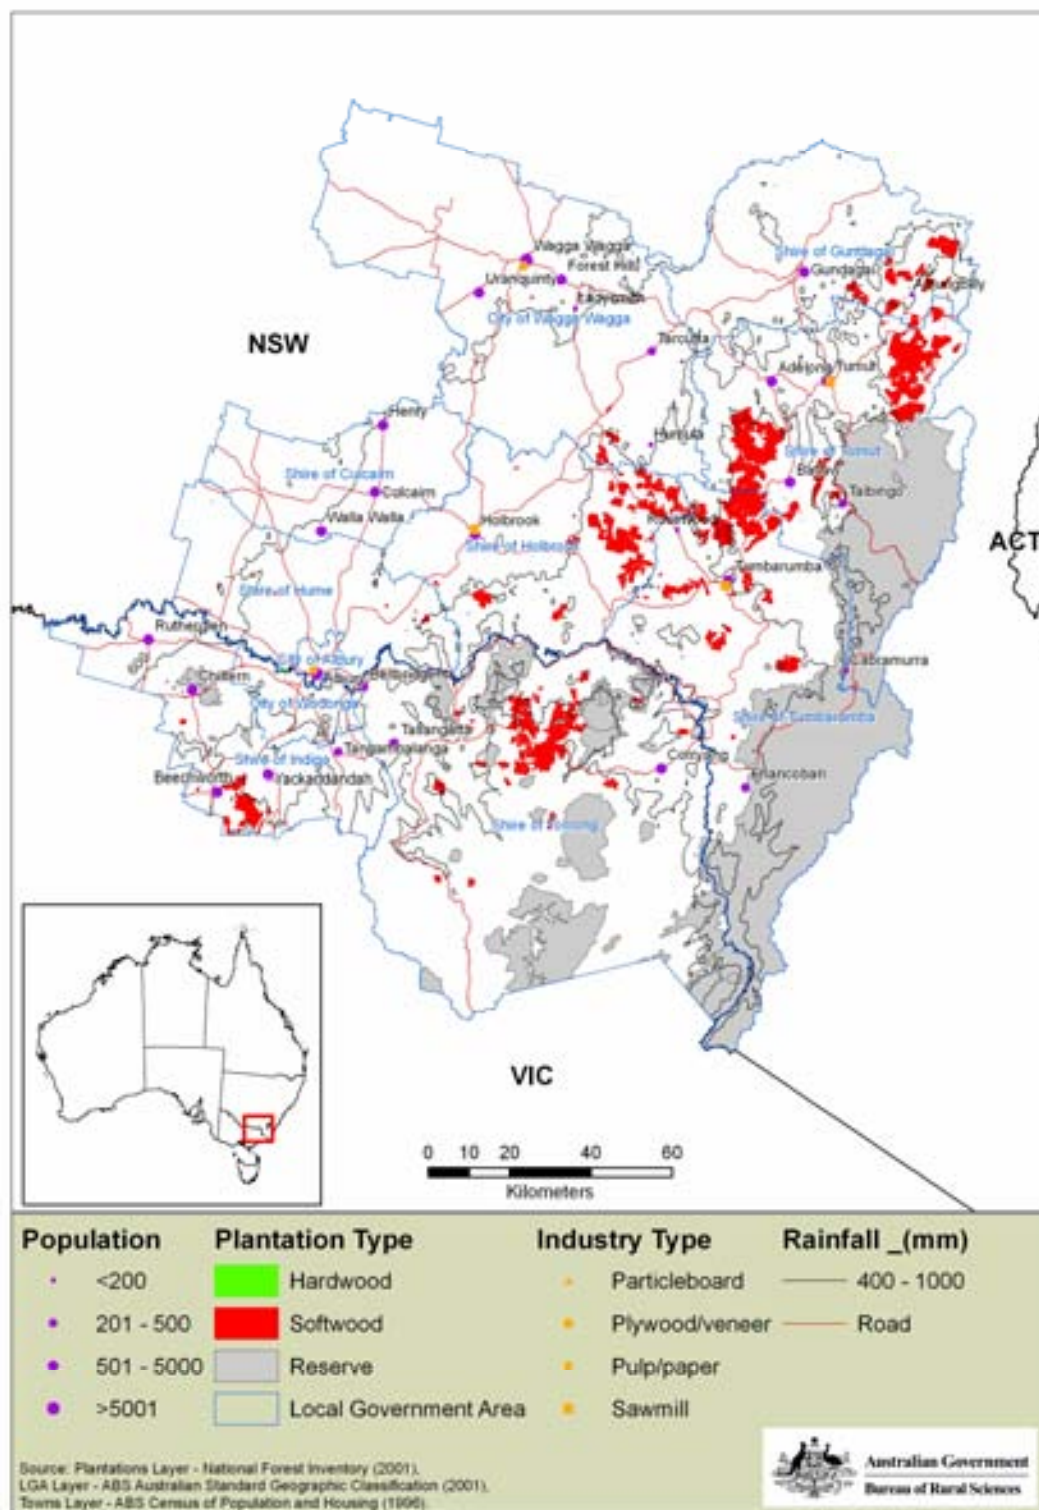 Wagga Wagga
Forest Hill
Shire of Gundagai
Gundagai
Uranquinty
City of Wagga Wagga
NSW
Tarcutta
Adelong
Tumut
Henty
Humula
Shire of Tumut
Shire of Culcairn
Batlow
Culcairn
Talbingo
Walla Walla
Holbrook
ACT
Shire of Holbrook
Tumbarumba
Shire of Hume
Rutherglen
City of Albury
Cabramurra
Chiltern
Albury
City of Wodonga
Shire of Tumbarumba
Tallangatta
Tangambalanga
Shire of Indigo
Corryong
Beechworth
Yackandandah
Khancoban
Shire of Towong
VIC
0 10 20 40 60
Kilometers
Population Plantation Type Industry Type Rainfall _(mm)
<200 Hardwood Particleboard 400 - 1000
201 - 500 Softwood Plywood/veneer Road
501 - 5000 Reserve Pulp/paper
>5001 Local Government Area Sawmill
Source: Plantations Layer - National Forest Inventory (2001),
LGA Layer - ABS Australian Standard Geographic Classification (2001),
Towns Layer - ABS Census of Population and Housing (1996).
Australian Government
Bureau of Rural Sciences